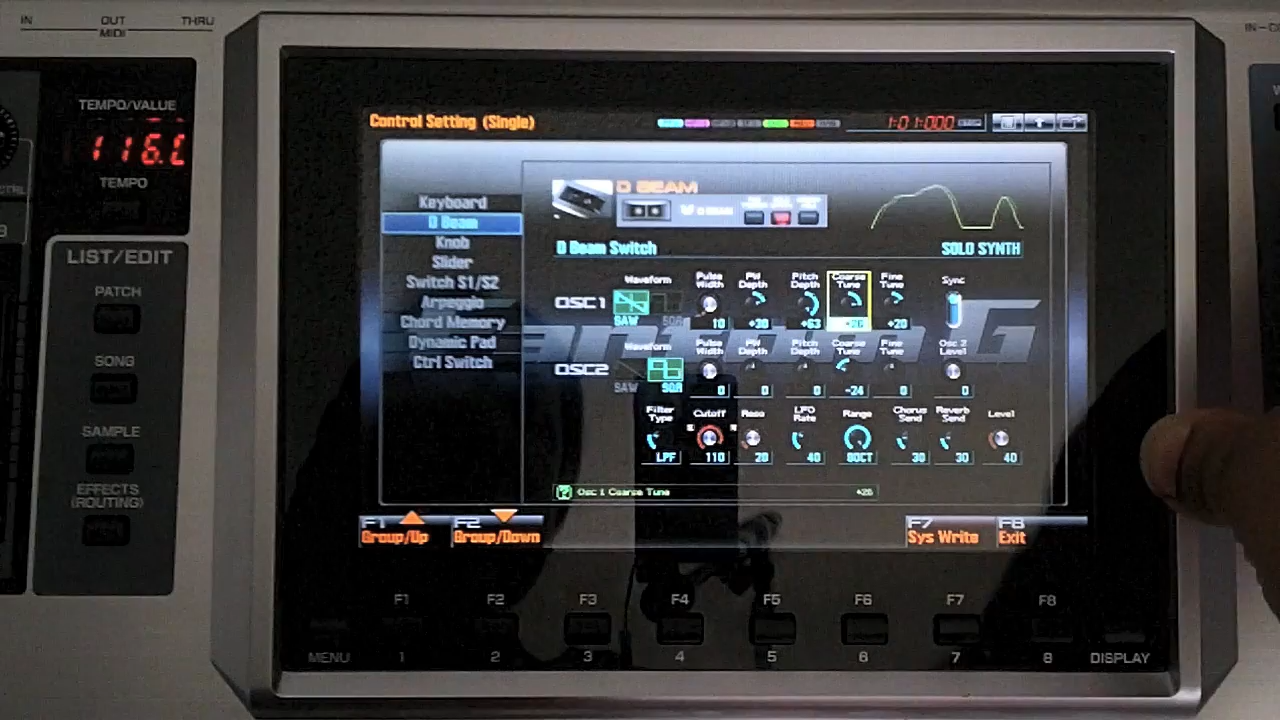 IN OUT THRU
MIDI
TEMPO/VALUE
TEMPO
LIST/EDIT
PATCH
SONG
SAMPLE
EFFECTS
(ROUTING)
Control Setting (Single)
1:01:000
Keyboard
D Beam
Knob
Slider
Switch S1/S2
Arpeggio
Chord Memory
Dynamic Pad
Ctrl Switch
D BEAM
D BEAM
D Beam Switch SOLO SYNTH
OSC1
Waveform Pulse Width PW Depth Pitch Depth Coarse Tune Fine Tune Sync
SAW SQR 10 +30 +63 +20
OSC2
Waveform Pulse Width PW Depth Pitch Depth Coarse Tune Fine Tune Osc 2 Level
SAW SQR 0 0 0 -24 0 0
Filter Type Cutoff Reso LFO Rate Range Chorus Send Reverb Send Level
LPF 110 20 40 8OCT 30 30 40
Osc 1 Coarse Tune
F1 Group/Up
F2 Group/Down
F7 Sys Write
F8 Exit
F1 F2 F3 F4 F5 F6 F7 F8
MENU 1 2 3 4 5 6 7 8 DISPLAY